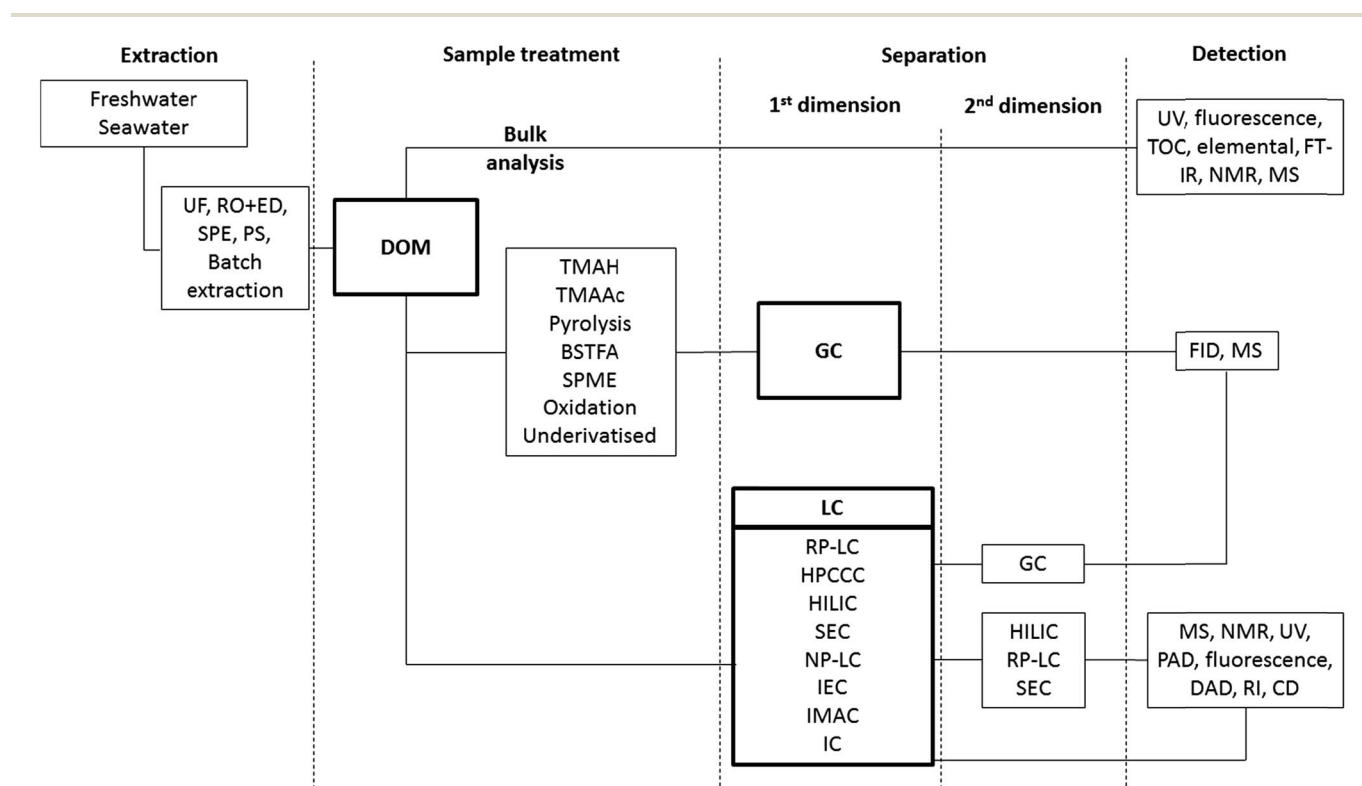 Extraction
Sample treatment
Separation
Detection
1st dimension
2nd dimension
Freshwater
Seawater
Bulk
analysis
UV, fluorescence,
TOC, elemental, FT-
IR, NMR, MS
UF, RO+ED,
SPE, PS,
Batch
extraction
DOM
TMAH
TMAAc
Pyrolysis
BSTFA
SPME
Oxidation
Underivatised
GC
FID, MS
LC
RP-LC
HPCCC
HILIC
SEC
NP-LC
IEC
IMAC
IC
GC
HILIC
RP-LC
SEC
MS, NMR, UV,
PAD, fluorescence,
DAD, RI, CD